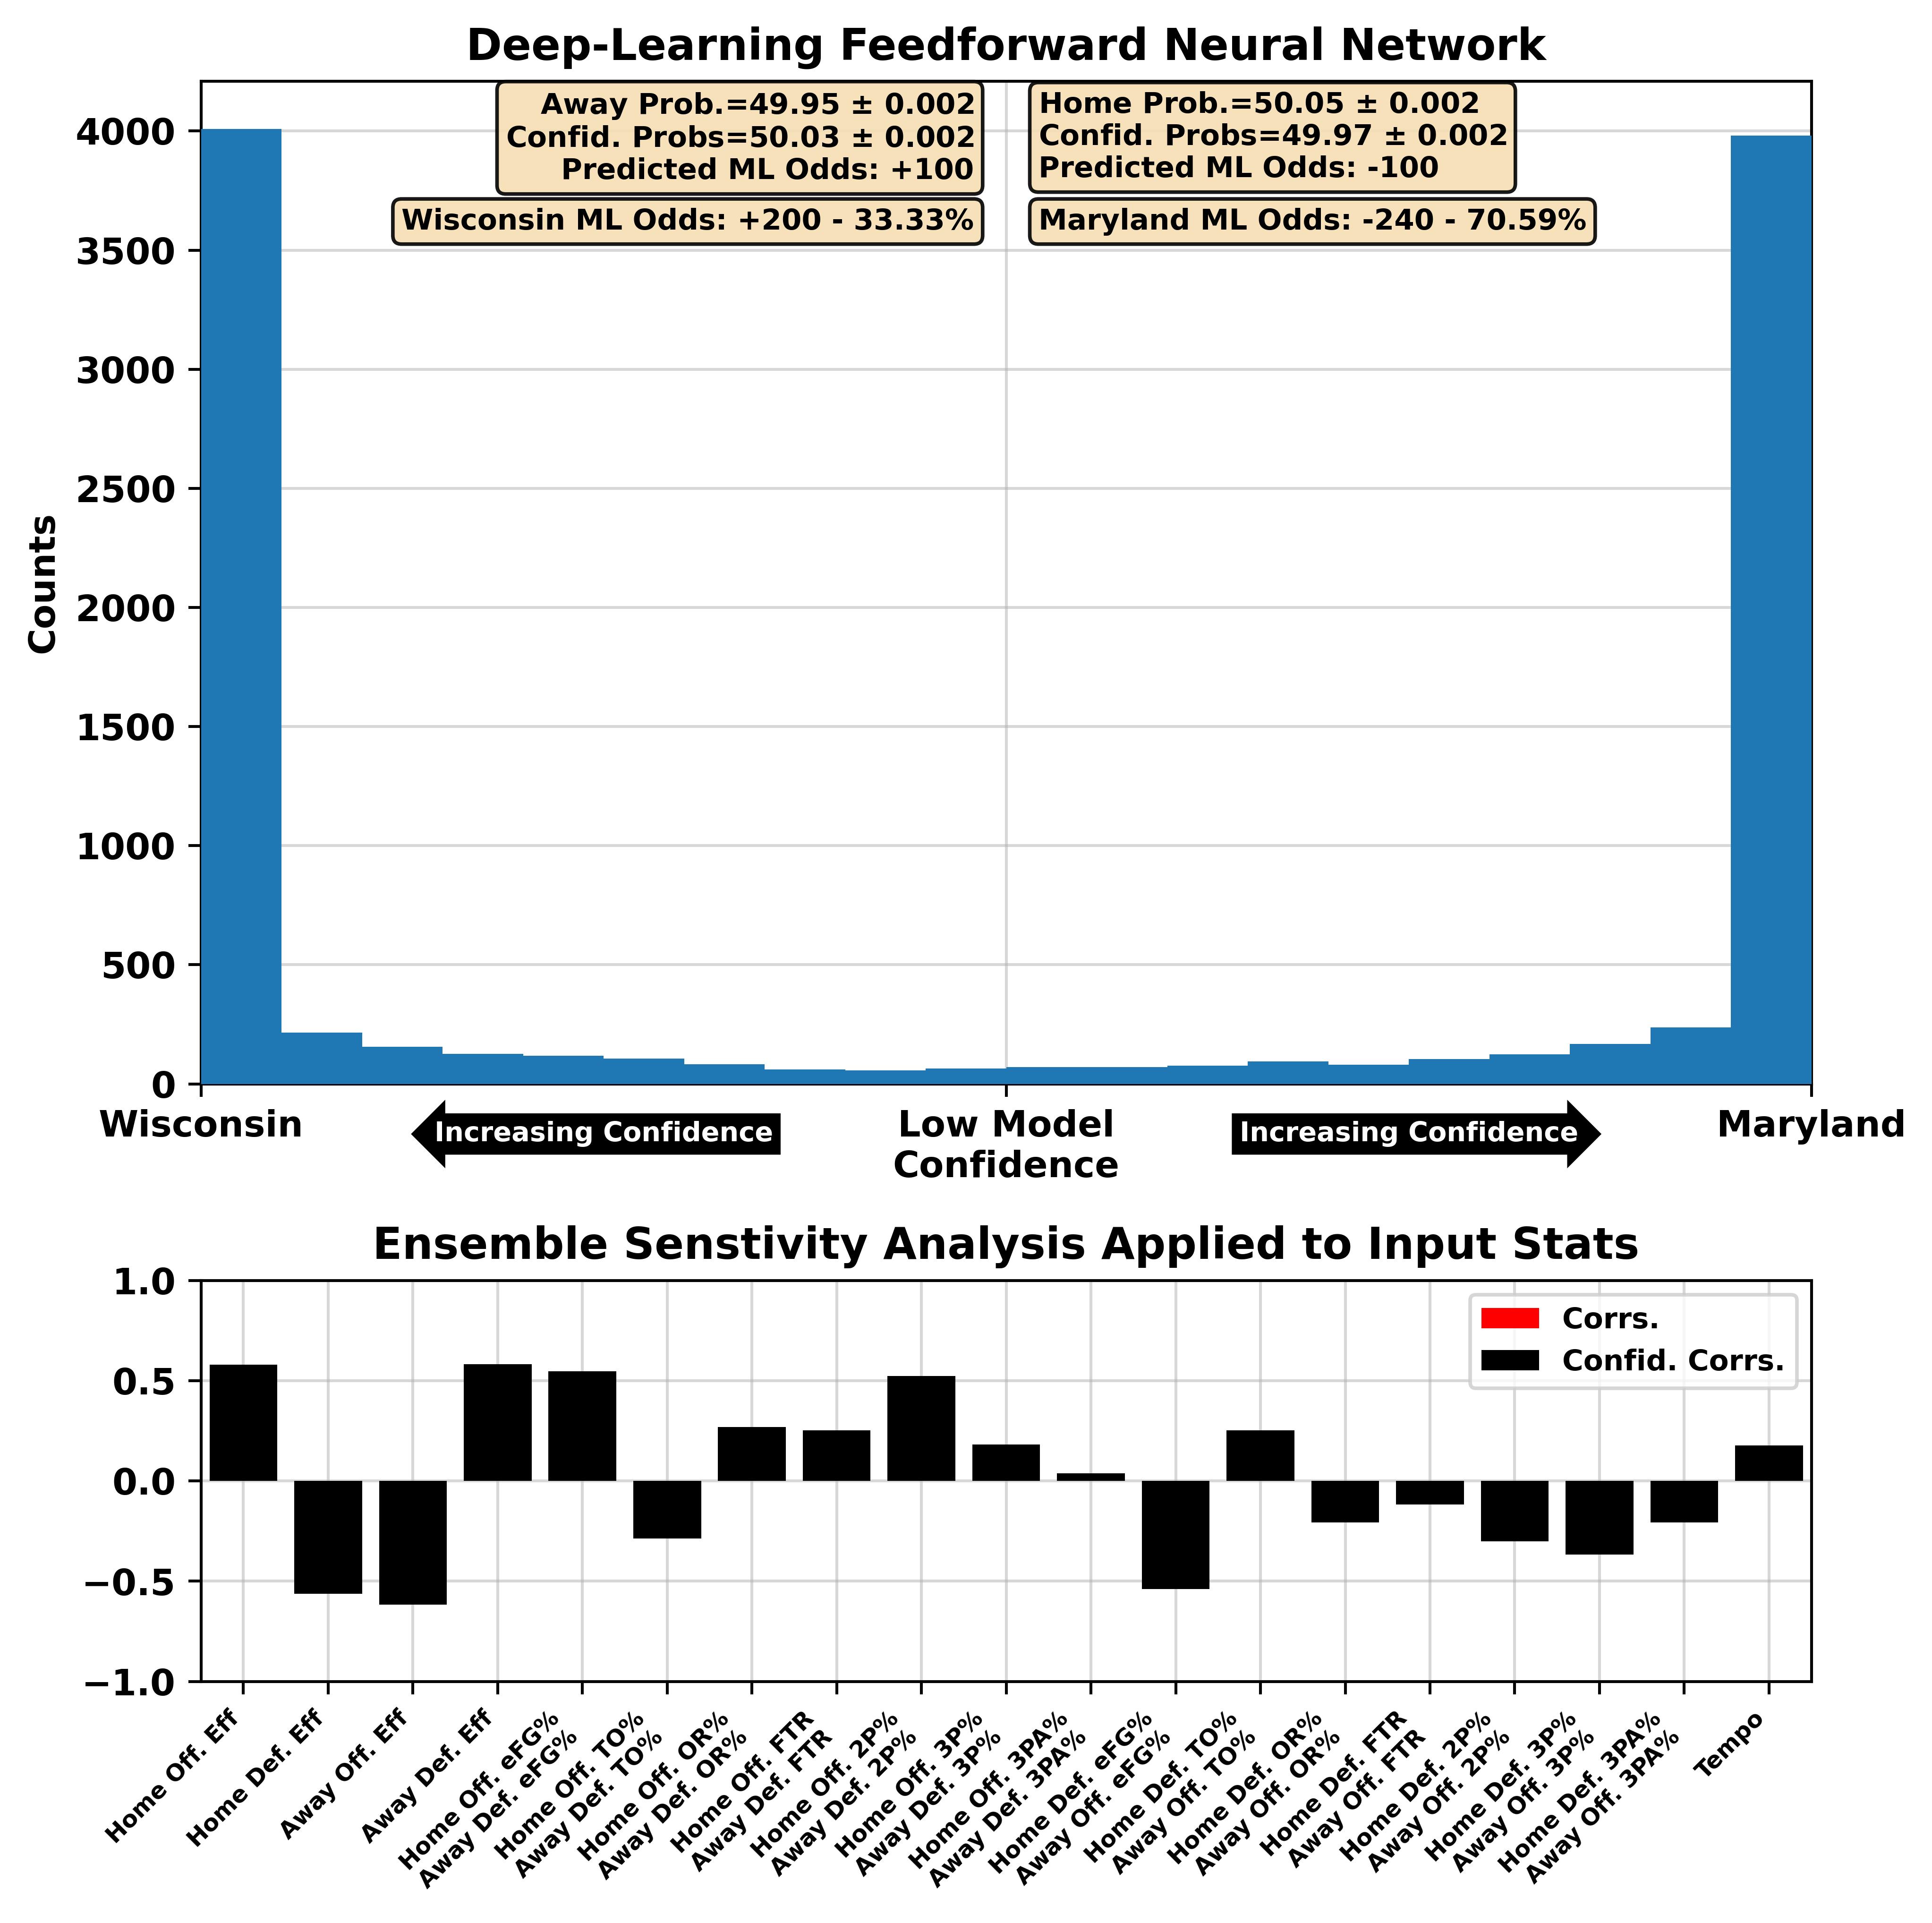 Deep-Learning Feedforward Neural Network
Away Prob.=49.95 ± 0.002
Confid. Probs=50.03 ± 0.002
Predicted ML Odds: +100
Home Prob.=50.05 ± 0.002
Confid. Probs=49.97 ± 0.002
Predicted ML Odds: -100
Wisconsin ML Odds: +200 - 33.33%
Maryland ML Odds: -240 - 70.59%
4000
3500
3000
2500
2000
1500
1000
500
0
Counts
Wisconsin
Increasing Confidence
Low Model
Confidence
Increasing Confidence
Maryland
Ensemble Senstivity Analysis Applied to Input Stats
1.0
0.5
0.0
−0.5
−1.0
Corrs.
Confid. Corrs.
Home Off. Eff
Home Def. Eff
Away Off. Eff
Away Def. Eff
Home Off. eFG%
Away Def. eFG%
Home Off. TO%
Away Def. TO%
Home Off. OR%
Away Def. OR%
Home Off. FTR
Away Def. FTR
Home Off. 2P%
Away Def. 2P%
Home Off. 3P%
Away Def. 3P%
Home Off. 3PA%
Away Def. 3PA%
Home Def. eFG%
Away Off. eFG%
Home Def. TO%
Away Off. TO%
Home Def. OR%
Away Off. OR%
Home Def. FTR
Away Off. FTR
Home Def. 2P%
Away Off. 2P%
Home Def. 3P%
Away Off. 3P%
Home Def. 3PA%
Away Off. 3PA%
Tempo